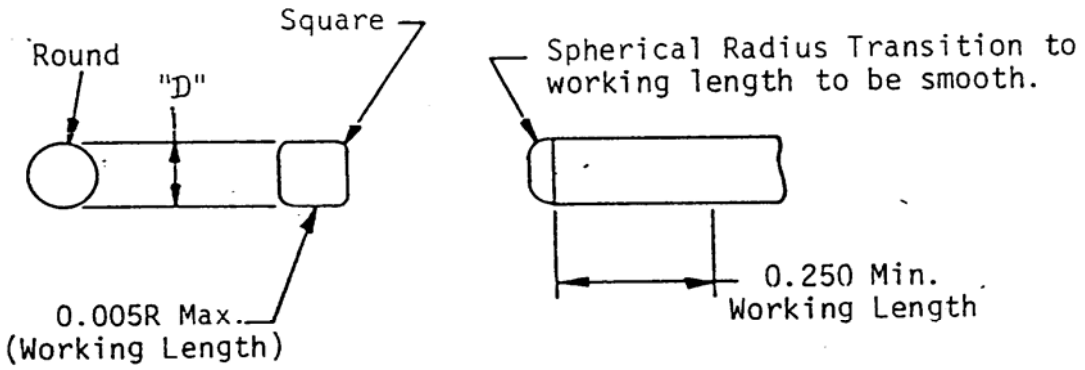 Square
Round
"D"
Spherical Radius Transition to
working length to be smooth.
0.250 Min.
Working Length
0.005R Max.
(Working Length)